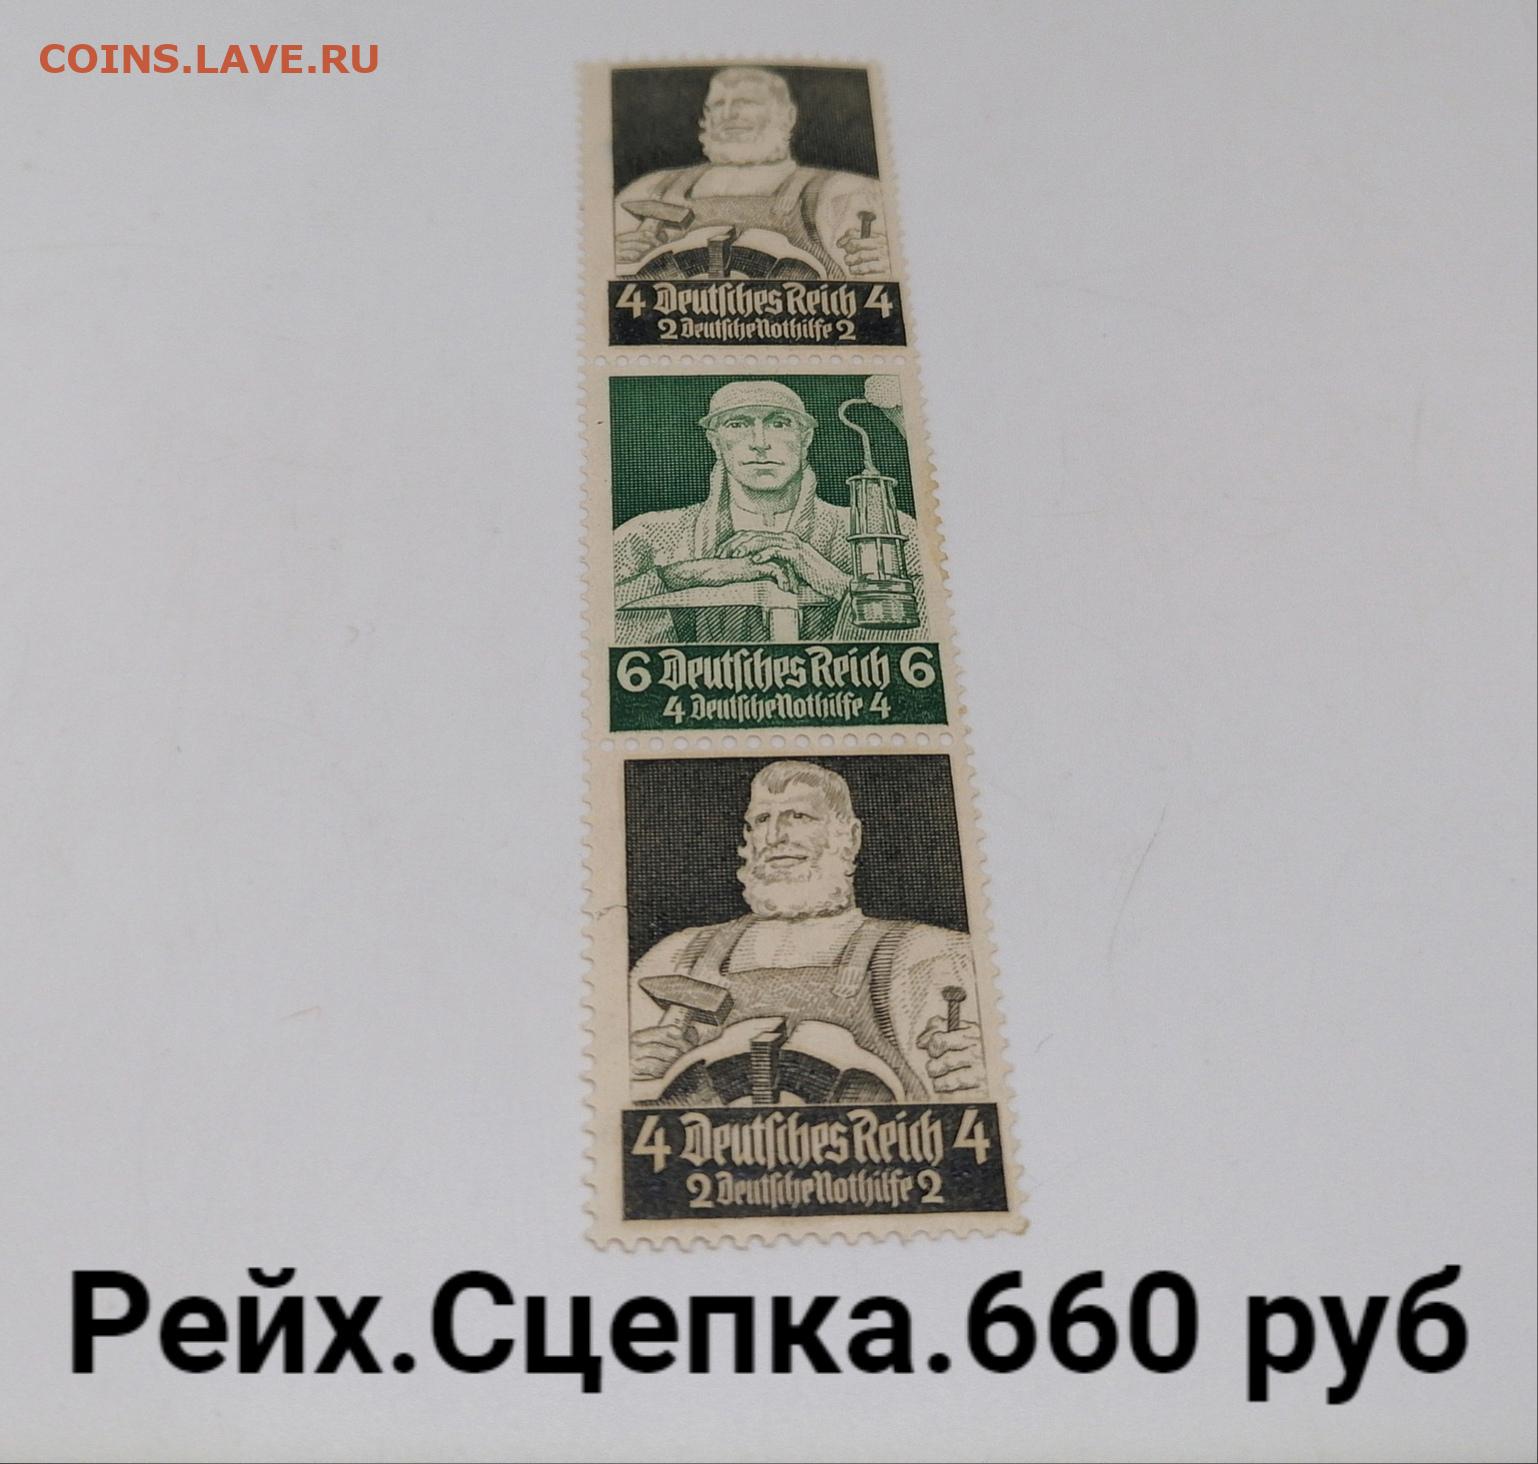 COINS.LAVE.RU
4 Deutsches Reich 4
2 Deutsche Nothilfe 2
6 Deutsches Reich 6
4 Deutsche Nothilfe 4
4 Deutsches Reich 4
2 Deutsche Nothilfe 2
Рейх.Сцепка.660 руб